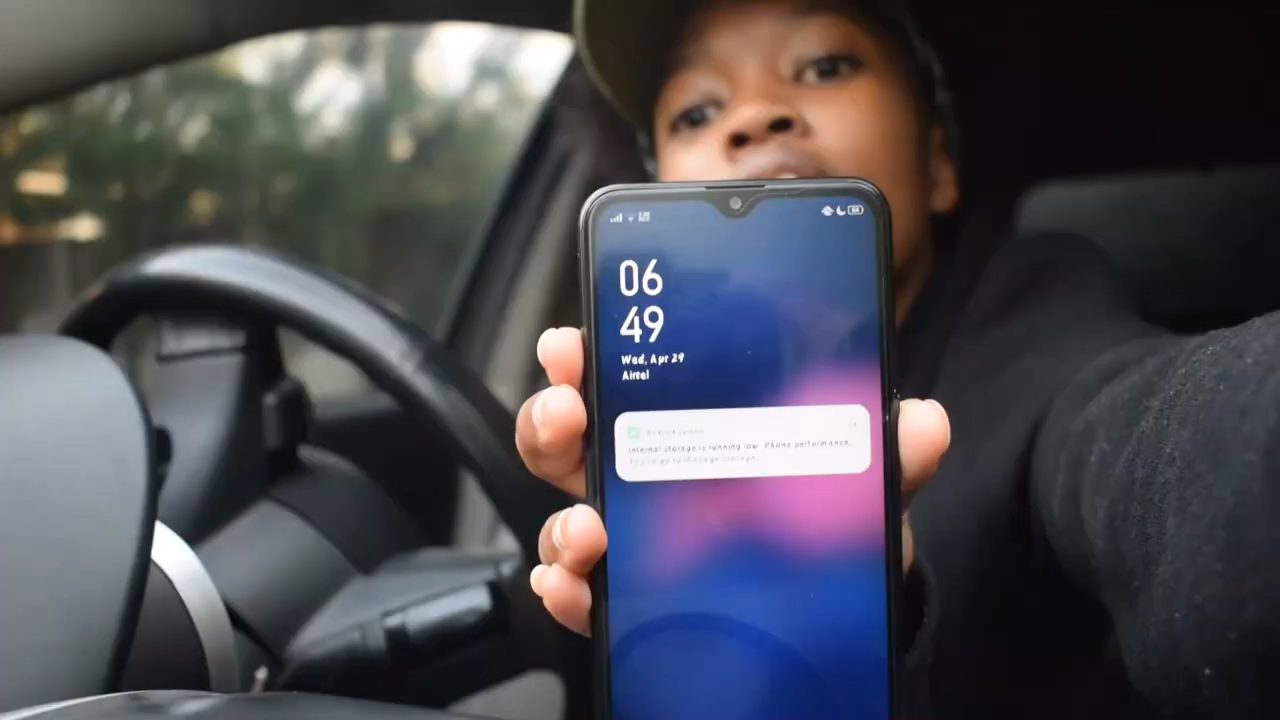 06
49
Wed, Apr 29
Airtel
Internal storage is running low. Phone performance